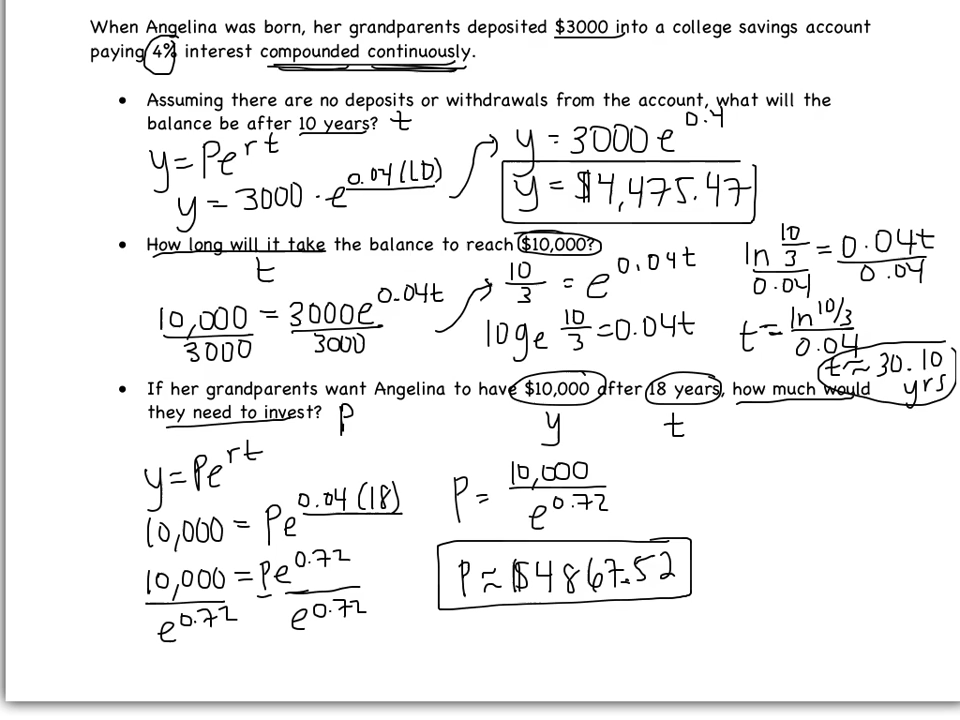 When Angelina was born, her grandparents deposited $3000 into a college savings account
paying 4% interest compounded continuously.
• Assuming there are no deposits or withdrawals from the account, what will the
balance be after 10 years? t
y = Pe^rt
y = 3000 · e^0.04(10)
y = 3000 e^0.4
y = $4,475.47
• How long will it take the balance to reach $10,000?
t
10,000/3000 = 3000e^0.04t/3000
10/3 = e^0.04t
log e 10/3 = 0.04t
ln 10/3 / 0.04 = 0.04t / 0.04
t = ln 10/3 / 0.04
t ≈ 30.10 yrs
• If her grandparents want Angelina to have $10,000 after 18 years, how much would
they need to invest? P
y t
y = Pe^rt
10,000 = Pe^0.04(18)
10,000/e^0.72 = Pe^0.72/e^0.72
P = 10,000/e^0.72
P ≈ $4867.52